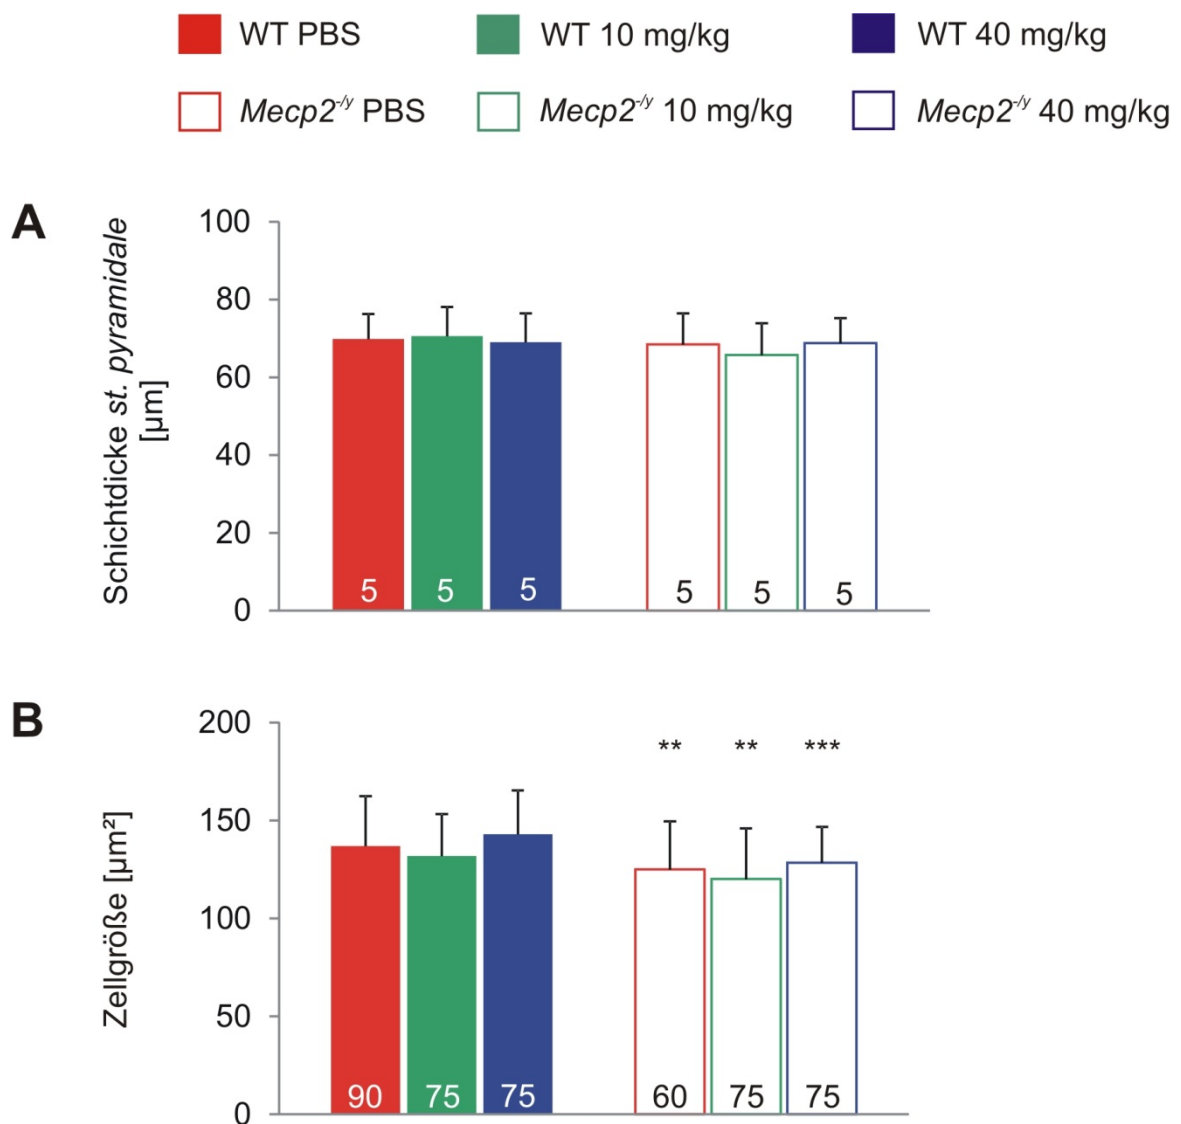 WT PBS WT 10 mg/kg WT 40 mg/kg
Mecp2-/y PBS Mecp2-/y 10 mg/kg Mecp2-/y 40 mg/kg
A
Schichtdicke st. pyramidale
[µm]
100
80
60
40
20
0
5 5 5 5 5 5
B
Zellgröße [µm²]
200
150
100
50
0
** ** ***
90 75 75 60 75 75